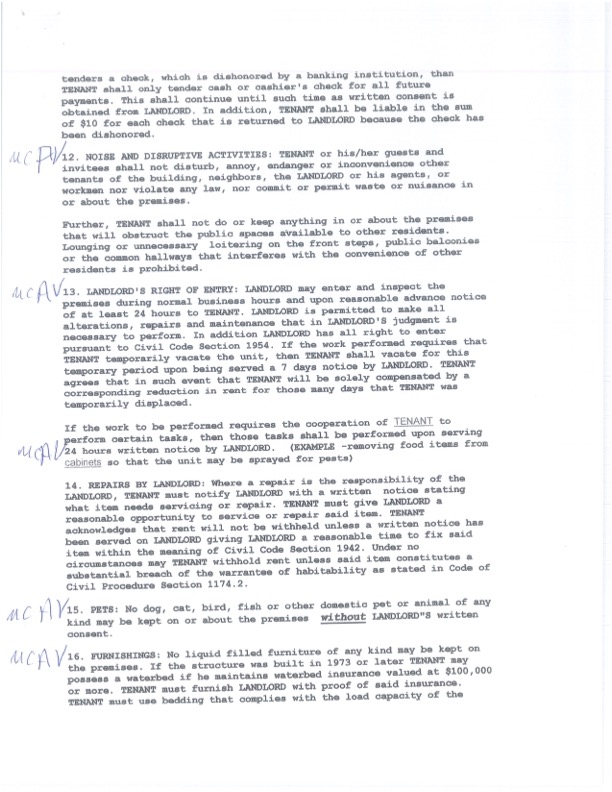 tenders a check, which is dishonored by a banking institution, than
TENANT shall only tender cash or cashier's check for all future
payments. This shall continue until such time as written consent is
obtained from LANDLORD. In addition, TENANT shall be liable in the sum
of $10 for each check that is returned to LANDLORD because the check has
been dishonored.
MC AV 12. NOISE AND DISRUPTIVE ACTIVITIES: TENANT or his/her guests and
invitees shall not disturb, annoy, endanger or inconvenience other
tenants of the building, neighbors, the LANDLORD or his agents, or
workmen nor violate any law, nor commit or permit waste or nuisance in
or about the premises.
Further, TENANT shall not do or keep anything in or about the premises
that will obstruct the public spaces available to other residents.
Lounging or unnecessary loitering on the front steps, public balconies
or the common hallways that interferes with the convenience of other
residents is prohibited.
MC AV 13. LANDLORD'S RIGHT OF ENTRY: LANDLORD may enter and inspect the
premises during normal business hours and upon reasonable advance notice
of at least 24 hours to TENANT. LANDLORD is permitted to make all
alterations, repairs and maintenance that in LANDLORD'S judgment is
necessary to perform. In addition LANDLORD has all right to enter
pursuant to Civil Code Section 1954. If the work performed requires that
TENANT temporarily vacate the unit, then TENANT shall vacate for this
temporary period upon being served a 7 days notice by LANDLORD. TENANT
agrees that in such event that TENANT will be solely compensated by a
corresponding reduction in rent for those many days that TENANT was
temporarily displaced.
If the work to be performed requires the cooperation of TENANT to
perform certain tasks, then those tasks shall be performed upon serving
MC AV 24 hours written notice by LANDLORD. (EXAMPLE -removing food items from
cabinets so that the unit may be sprayed for pests)
14. REPAIRS BY LANDLORD: Where a repair is the responsibility of the
LANDLORD, TENANT must notify LANDLORD with a written notice stating
what item needs servicing or repair. TENANT must give LANDLORD a
reasonable opportunity to service or repair said item. TENANT
acknowledges that rent will not be withheld unless a written notice has
been served on LANDLORD giving LANDLORD a reasonable time to fix said
item within the meaning of Civil Code Section 1942. Under no
circumstances may TENANT withhold rent unless said item constitutes a
substantial breach of the warrantee of habitability as stated in Code of
Civil Procedure Section 1174.2.
MC AV 15. PETS: No dog, cat, bird, fish or other domestic pet or animal of any
kind may be kept on or about the premises without LANDLORD"S written
consent.
MC AV 16. FURNISHINGS: No liquid filled furniture of any kind may be kept on
the premises. If the structure was built in 1973 or later TENANT may
possess a waterbed if he maintains waterbed insurance valued at $100,000
or more. TENANT must furnish LANDLORD with proof of said insurance.
TENANT must use bedding that complies with the load capacity of the